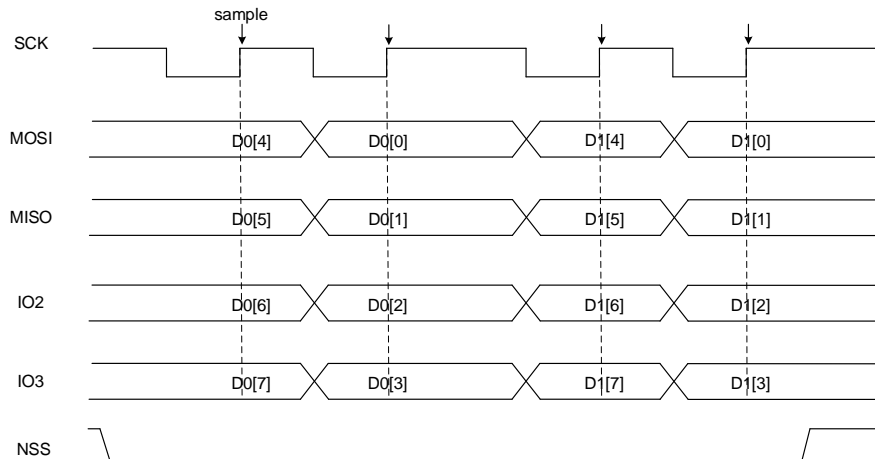 sample
SCK
MOSI D0[4] D0[0] D1[4] D1[0]
MISO D0[5] D0[1] D1[5] D1[1]
IO2 D0[6] D0[2] D1[6] D1[2]
IO3 D0[7] D0[3] D1[7] D1[3]
NSS